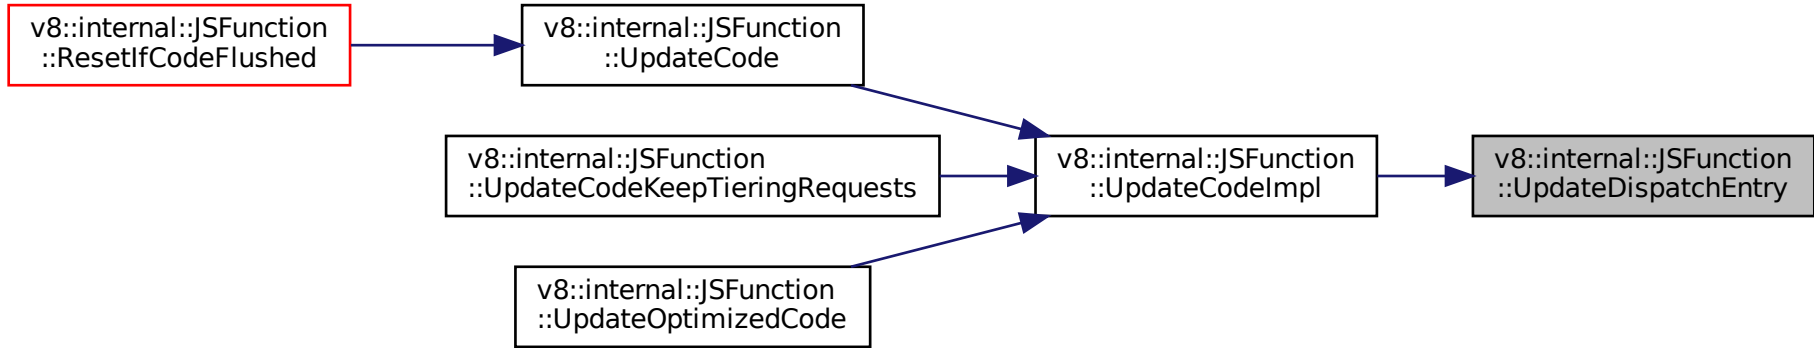 v8::internal::JSFunction
::ResetIfCodeFlushed
v8::internal::JSFunction
::UpdateCode
v8::internal::JSFunction
::UpdateCodeKeepTieringRequests
v8::internal::JSFunction
::UpdateCodeImpl
v8::internal::JSFunction
::UpdateDispatchEntry
v8::internal::JSFunction
::UpdateOptimizedCode